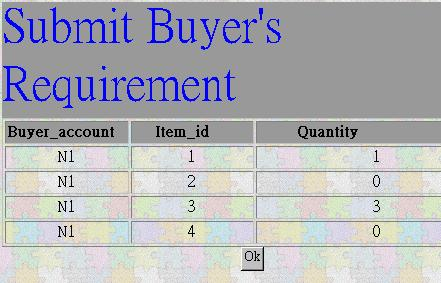 Submit Buyer's
Requirement
Buyer_account Item_id Quantity
N1 1 1
N1 2 0
N1 3 3
N1 4 0
Ok